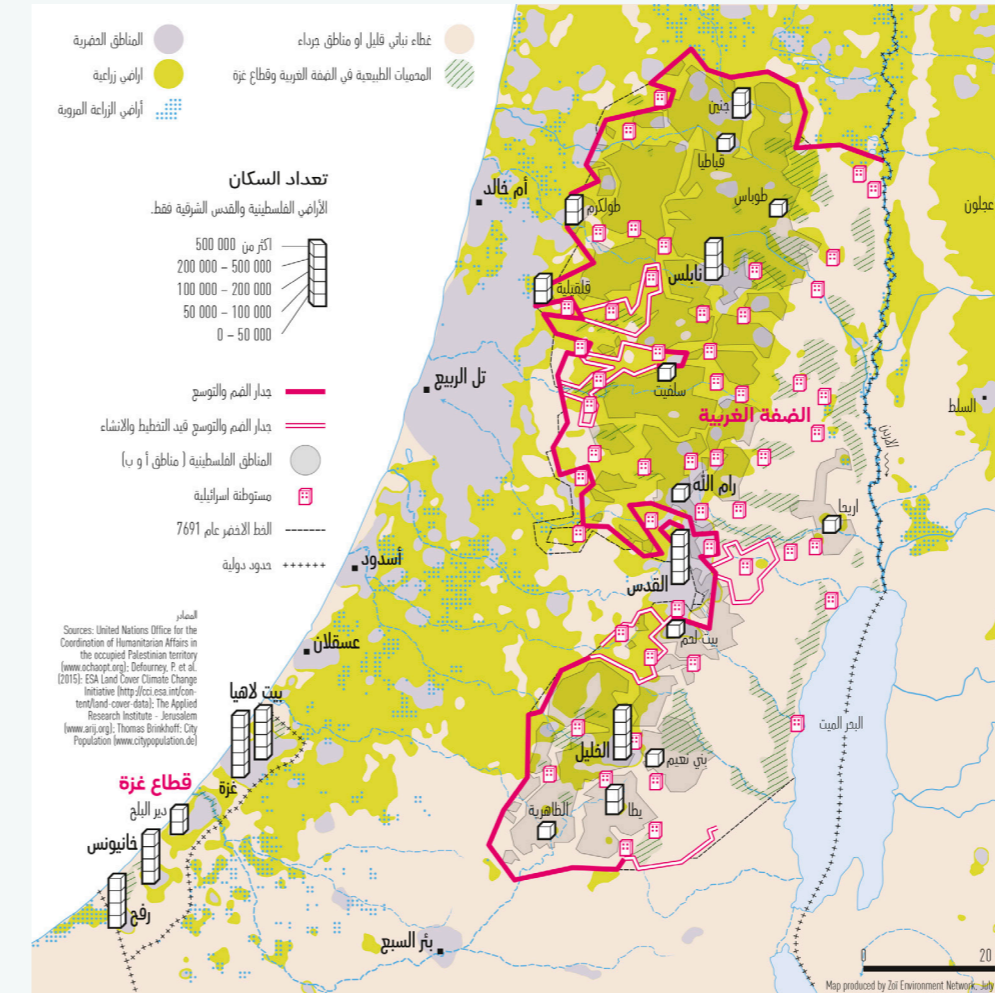 المناطق الحضرية
اراضي زراعية
أراضي الزراعة المروية
غطاء نباتي قليل او مناطق جرداء
المحميات الطبيعية في الضفة الغربية وقطاع غزة
تعداد السكان
الأراضي الفلسطينية والقدس الشرقية فقط.
اكثر من 000 500
200 000 – 500 000
100 000 – 200 000
50 000 – 100 000
0 – 50 000
جدار الضم والتوسع
جدار الضم والتوسع قيد التخطيط والانشاء
المناطق الفلسطينية ( مناطق أ و ب)
مستوطنة اسرائيلية
الخط الاخضر عام 7691
حدود دولية
المصادر
Sources: United Nations Office for the
Coordination of Humanitarian Affairs in
the occupied Palestinian territory
(www.ochaopt.org); Defourney, P. et al.
(2015): ESA Land Cover Climate Change
Initiative (http://cci.esa.int/con-
tent/land-cover-data); The Applied
Research Institute - Jerusalem
(www.arij.org); Thomas Brinkhoff: City
Population (www.citypopulation.de)
جنين
قباطيا
طوباس
عجلون
أم خالد
طولكرم
نابلس
قلقيلية
تل الربيع
سلفيت
السلط
الضفة الغربية
الاردن
رام الله
اريحا
أسدود
القدس
بيت لحم
عسقلان
بيت لاهيا
البحر الميت
الخليل
بني نعيم
قطاع غزة
غزة
دير البلح
الظاهرية
يطا
خانيونس
رفح
بئر السبع
0 20
Map produced by Zoï Environment Network, July